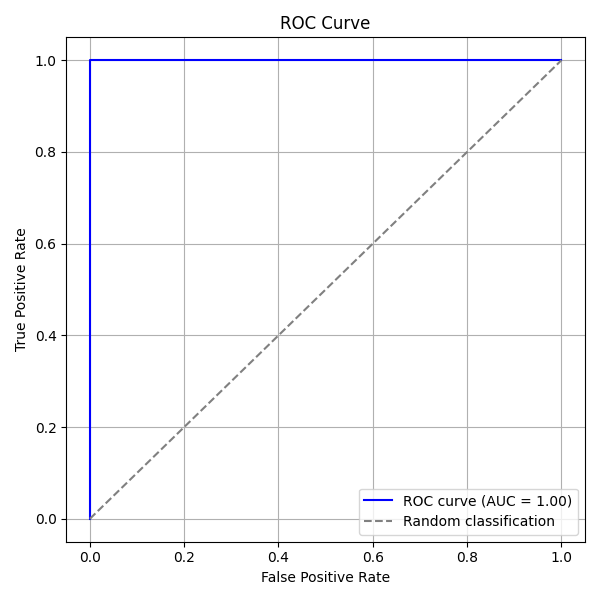 ROC Curve
1.0
0.8
0.6
0.4
0.2
0.0
True Positive Rate
ROC curve (AUC = 1.00)
Random classification
0.0 0.2 0.4 0.6 0.8 1.0
False Positive Rate